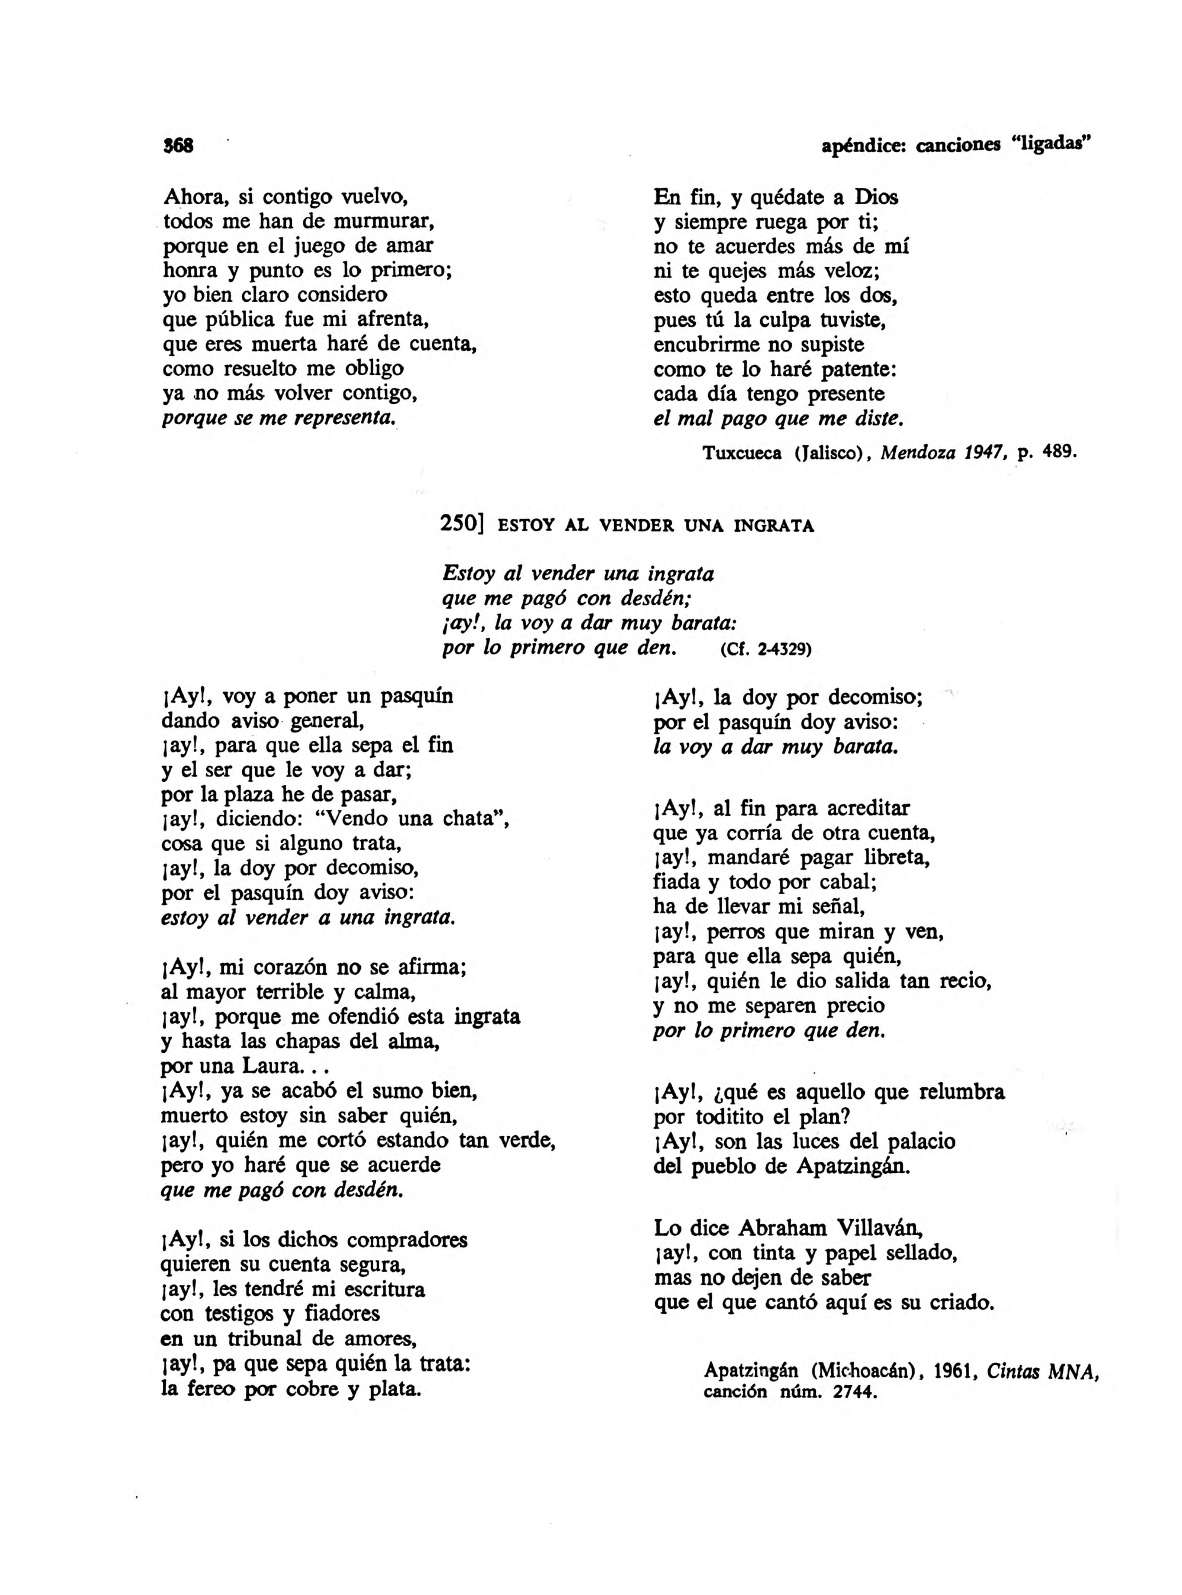 368
apéndice: canciones “ligadas”
Ahora, si contigo vuelvo,
todos me han de murmurar,
porque en el juego de amar
honra y punto es lo primero;
yo bien claro considero
que pública fue mi afrenta,
que eres muerta haré de cuenta,
como resuelto me obligo
ya no más volver contigo,
porque se me representa.
En fin, y quédate a Dios
y siempre ruega por ti;
no te acuerdes más de mí
ni te quejes más veloz;
esto queda entre los dos,
pues tú la culpa tuviste,
encubrirme no supiste
como te lo haré patente:
cada día tengo presente
el mal pago que me diste.
Tuxcueca (Jalisco), Mendoza 1947, p. 489.
250] ESTOY AL VENDER UNA INGRATA
Estoy al vender una ingrata
que me pagó con desdén;
¡ay!, la voy a dar muy barata:
por lo primero que den. (Cf. 2-4329)
¡Ay!, voy a poner un pasquín
dando aviso general,
¡ay!, para que ella sepa el fin
y el ser que le voy a dar;
por la plaza he de pasar,
¡ay!, diciendo: “Vendo una chata”,
cosa que si alguno trata,
¡ay!, la doy por decomiso,
por el pasquín doy aviso:
estoy al vender a una ingrata.
¡Ay!, mi corazón no se afirma;
al mayor terrible y calma,
¡ay!, porque me ofendió esta ingrata
y hasta las chapas del alma,
por una Laura...
¡Ay!, ya se acabó el sumo bien,
muerto estoy sin saber quién,
¡ay!, quién me cortó estando tan verde,
pero yo haré que se acuerde
que me pagó con desdén.
¡Ay!, si los dichos compradores
quieren su cuenta segura,
¡ay!, les tendré mi escritura
con testigos y fiadores
en un tribunal de amores,
¡ay!, pa que sepa quién la trata:
la fereo por cobre y plata.
¡Ay!, la doy por decomiso;
por el pasquín doy aviso:
la voy a dar muy barata.
¡Ay!, al fin para acreditar
que ya corría de otra cuenta,
¡ay!, mandaré pagar libreta,
fiada y todo por cabal;
ha de llevar mi señal,
¡ay!, perros que miran y ven,
para que ella sepa quién,
¡ay!, quién le dio salida tan recio,
y no me separen precio
por lo primero que den.
¡Ay!, ¿qué es aquello que relumbra
por toditito el plan?
¡Ay!, son las luces del palacio
del pueblo de Apatzingán.
Lo dice Abraham Villaván,
¡ay!, con tinta y papel sellado,
mas no dejen de saber
que el que cantó aquí es su criado.
Apatzingán (Michoacán), 1961, Cintas MNA,
canción núm. 2744.